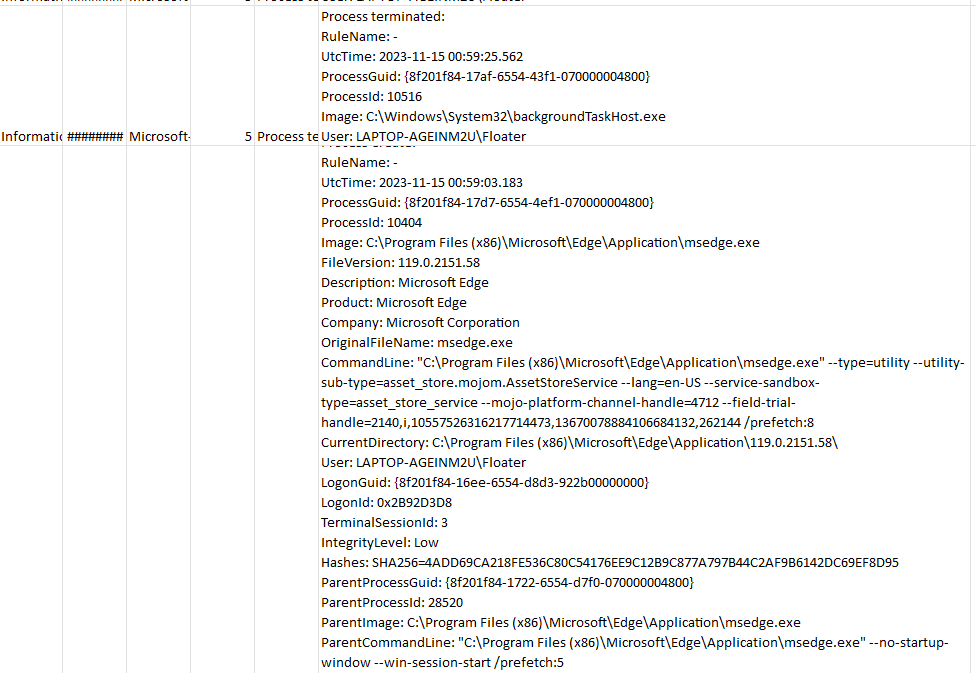 Process terminated:
RuleName: -
UtcTime: 2023-11-15 00:59:25.562
ProcessGuid: {8f201f84-17af-6554-43f1-070000004800}
ProcessId: 10516
Image: C:\Windows\System32\backgroundTaskHost.exe
Informatic ######## Microsoft- 5 Process te User: LAPTOP-AGEINM2U\Floater
RuleName: -
UtcTime: 2023-11-15 00:59:03.183
ProcessGuid: {8f201f84-17d7-6554-4ef1-070000004800}
ProcessId: 10404
Image: C:\Program Files (x86)\Microsoft\Edge\Application\msedge.exe
FileVersion: 119.0.2151.58
Description: Microsoft Edge
Product: Microsoft Edge
Company: Microsoft Corporation
OriginalFileName: msedge.exe
CommandLine: "C:\Program Files (x86)\Microsoft\Edge\Application\msedge.exe" --type=utility --utility-
sub-type=asset_store.mojom.AssetStoreService --lang=en-US --service-sandbox-
type=asset_store_service --mojo-platform-channel-handle=4712 --field-trial-
handle=2140,i,10557526316217714473,13670078884106684132,262144 /prefetch:8
CurrentDirectory: C:\Program Files (x86)\Microsoft\Edge\Application\119.0.2151.58\
User: LAPTOP-AGEINM2U\Floater
LogonGuid: {8f201f84-16ee-6554-d8d3-922b00000000}
LogonId: 0x2B92D3D8
TerminalSessionId: 3
IntegrityLevel: Low
Hashes: SHA256=4ADD69CA218FE536C80C54176EE9C12B9C877A797B44C2AF9B6142DC69EF8D95
ParentProcessGuid: {8f201f84-1722-6554-d7f0-070000004800}
ParentProcessId: 28520
ParentImage: C:\Program Files (x86)\Microsoft\Edge\Application\msedge.exe
ParentCommandLine: "C:\Program Files (x86)\Microsoft\Edge\Application\msedge.exe" --no-startup-
window --win-session-start /prefetch:5